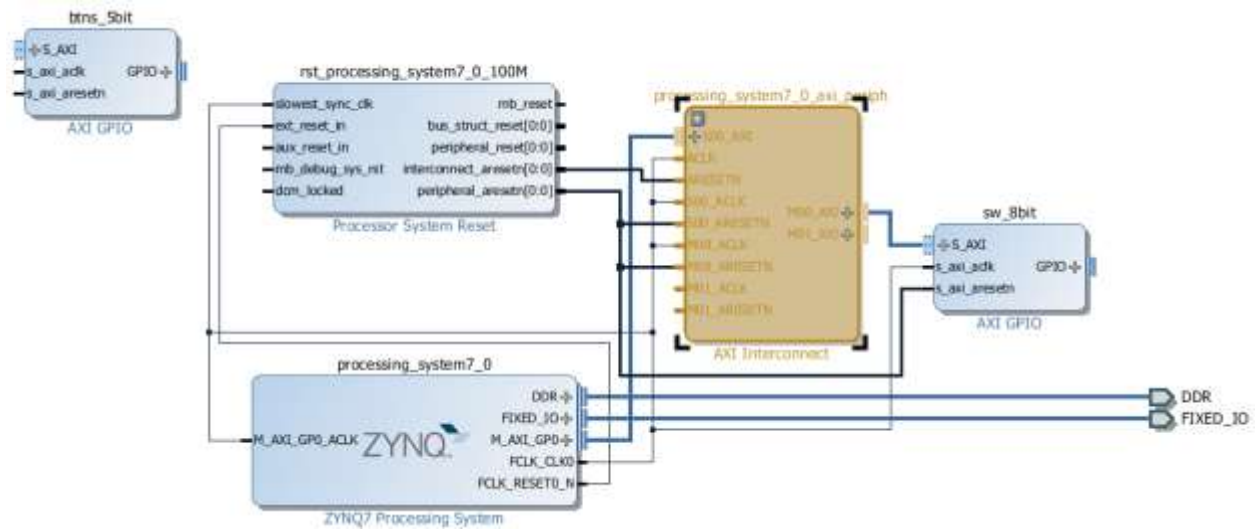 btns_5bit
S_AXI
s_axi_aclk
GPIO
s_axi_aresetn
AXI GPIO
rst_processing_system7_0_100M
slowest_sync_clk
mb_reset
ext_reset_in
bus_struct_reset[0:0]
aux_reset_in
peripheral_reset[0:0]
mb_debug_sys_rst
interconnect_aresetn[0:0]
dcm_locked
peripheral_aresetn[0:0]
Processor System Reset
processing_system7_0_axi_periph
S00_AXI
ACLK
ARESETN
S00_ACLK
S00_ARESETN
M00_ACLK
M00_ARESETN
M01_ACLK
M01_ARESETN
M00_AXI
M01_AXI
AXI Interconnect
sw_8bit
S_AXI
s_axi_aclk
GPIO
s_axi_aresetn
AXI GPIO
processing_system7_0
DDR
FIXED_IO
M_AXI_GP0_ACLK
ZYNQ
M_AXI_GP0
FCLK_CLK0
FCLK_RESET0_N
ZYNQ7 Processing System
DDR
FIXED_IO